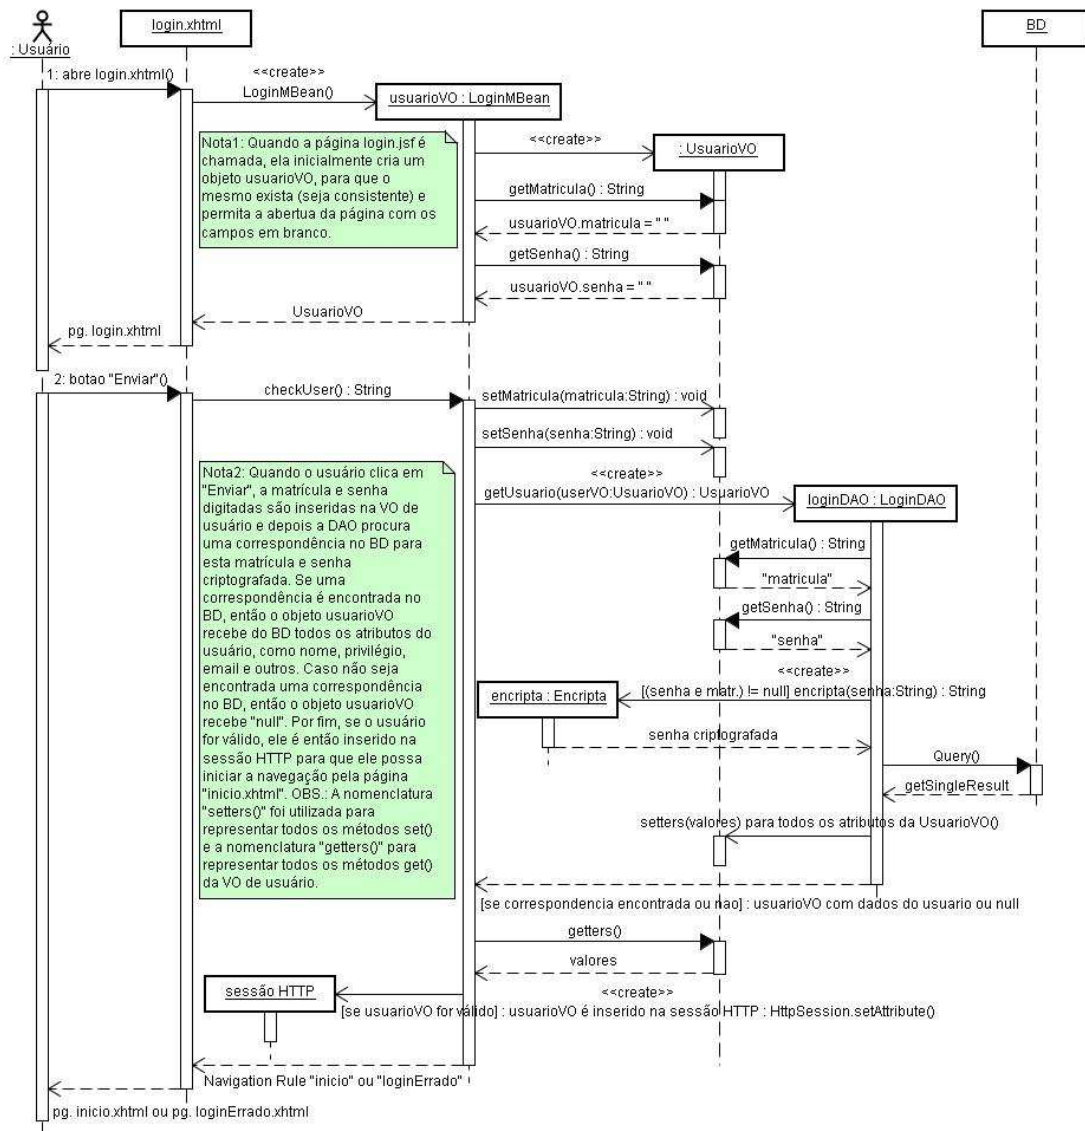 login.xhtml
BD
: Usuário
1: abre login.xhtml()
<<create>>
LoginMBean()
usuarioVO : LoginMBean
Nota1: Quando a página login.jsf é
chamada, ela inicialmente cria um
objeto usuarioVO, para que o
mesmo exista (seja consistente) e
permita a abertua da página com os
campos em branco.
<<create>>
: UsuarioVO
getMatricula() : String
usuarioVO.matricula = " "
getSenha() : String
usuarioVO.senha = " "
UsuarioVO
pg. login.xhtml
2: botao "Enviar"()
checkUser() : String
setMatricula(matricula:String) : void
setSenha(senha:String) : void
Nota2: Quando o usuário clica em
"Enviar", a matrícula e senha
digitadas são inseridas na VO de
usuário e depois a DAO procura
uma correspondência no BD para
esta matrícula e senha
criptografada. Se uma
correspondência é encontrada no
BD, então o objeto usuarioVO
recebe do BD todos os atributos do
usuário, como nome, privilégio,
email e outros. Caso não seja
encontrada uma correspondência
no BD, então o objeto usuarioVO
recebe "null". Por fim, se o usuário
for válido, ele é então inserido na
sessão HTTP para que ele possa
iniciar a navegação pela página
"inicio.xhtml". OBS.: A nomenclatura
"setters()" foi utilizada para
representar todos os métodos set()
e a nomenclatura "getters()" para
representar todos os métodos get()
da VO de usuário.
<<create>>
getUsuario(userVO:UsuarioVO) : UsuarioVO
loginDAO : LoginDAO
getMatricula() : String
"matricula"
getSenha() : String
"senha"
<<create>>
encripta : Encripta
[(senha e matr.) != null] encripta(senha:String) : String
senha criptografada
Query()
getSingleResult
setters(valores) para todos os atributos da UsuarioVO()
[se correspondencia encontrada ou nao] : usuarioVO com dados do usuario ou null
getters()
valores
sessão HTTP
<<create>>
[se usuarioVO for válido] : usuarioVO é inserido na sessão HTTP : HttpSession.setAttribute()
Navigation Rule "inicio" ou "loginErrado"
pg. inicio.xhtml ou pg. loginErrado.xhtml